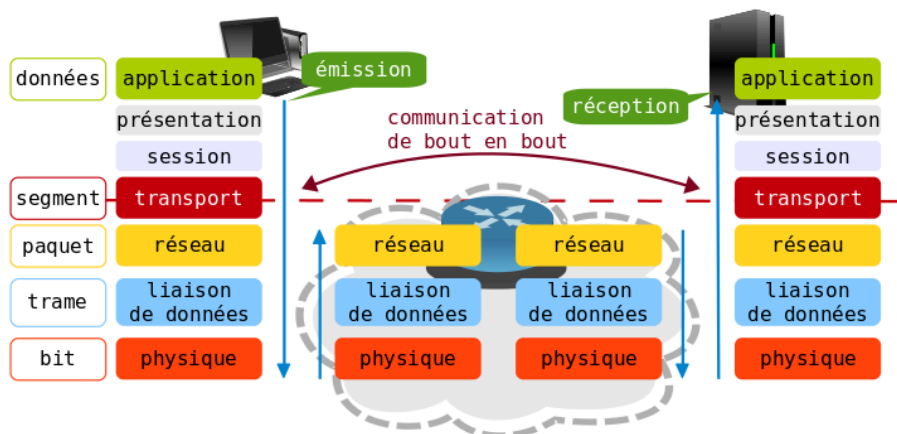 données
application
émission
application
réception
présentation
communication
de bout en bout
présentation
session
session
segment
transport
transport
paquet
réseau
réseau
réseau
réseau
trame
liaison
de données
liaison
de données
liaison
de données
liaison
de données
bit
physique
physique
physique
physique